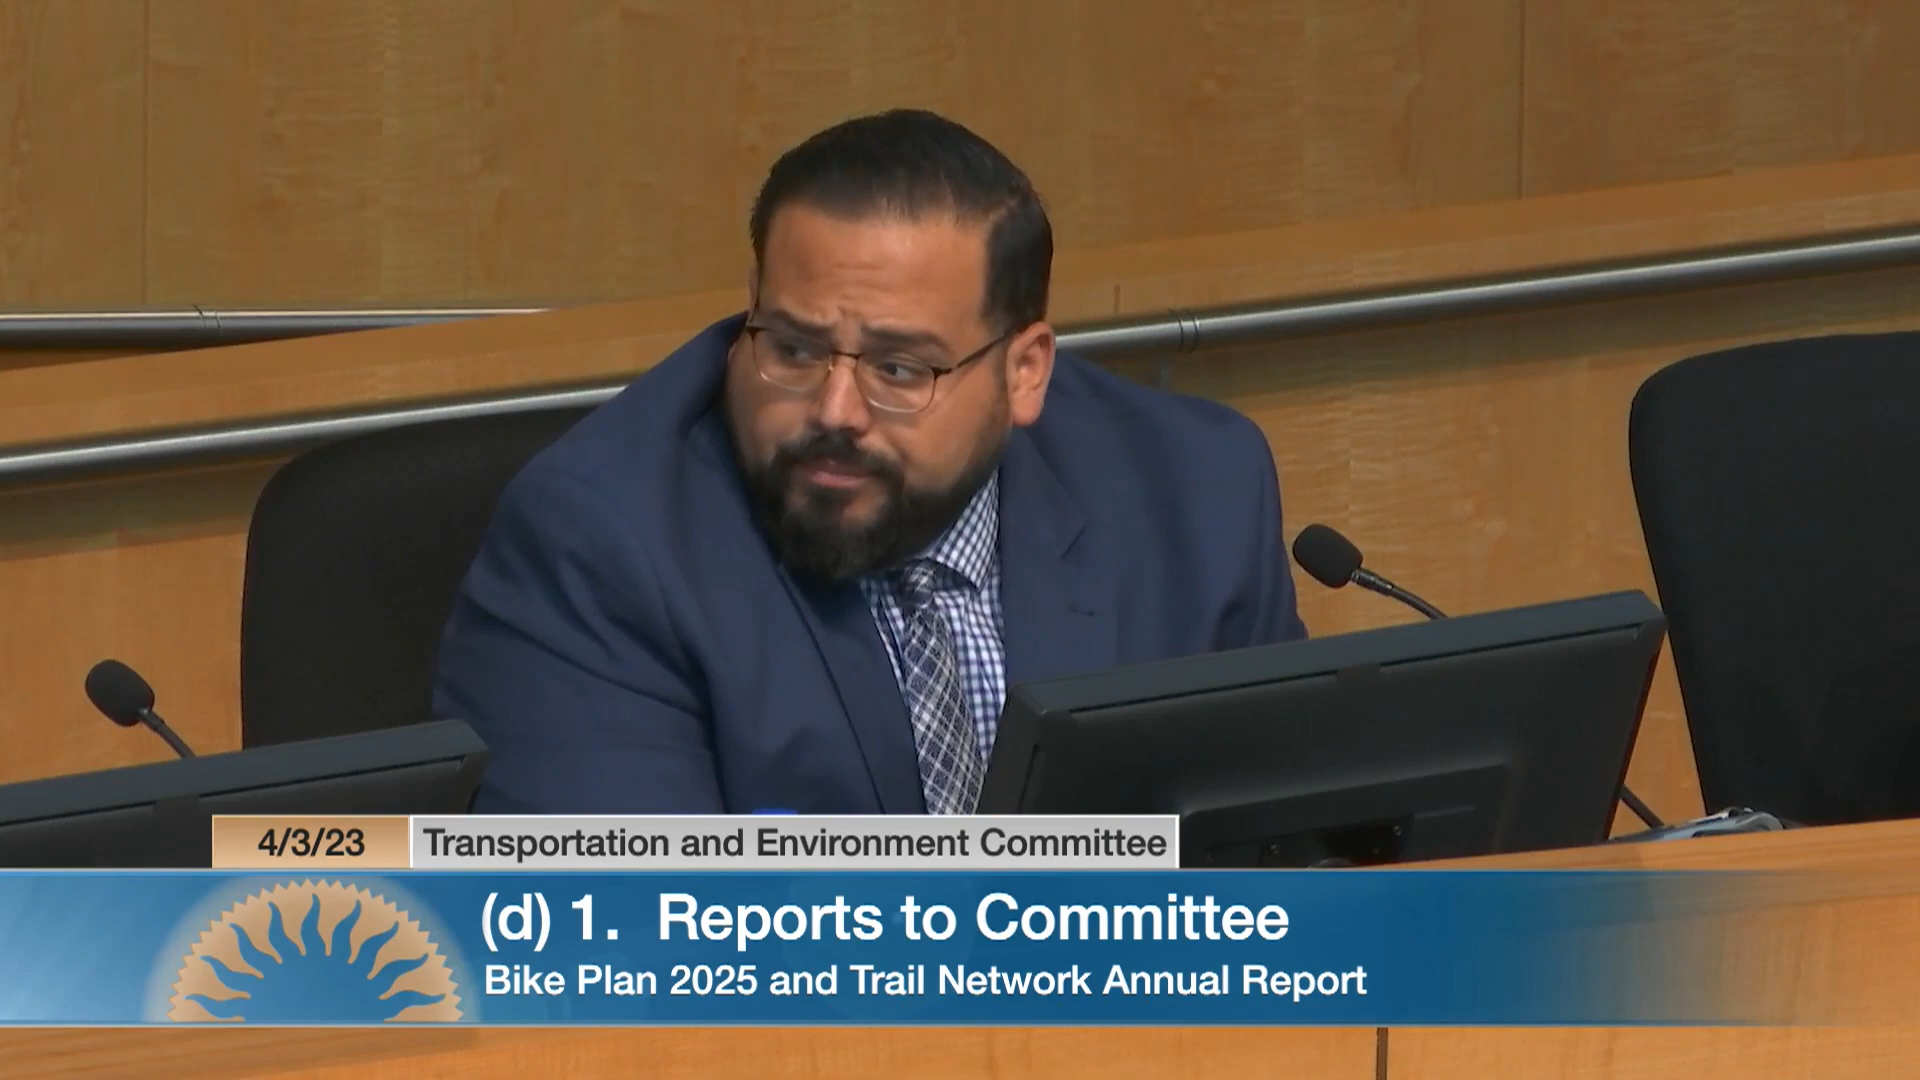 4/3/23
Transportation and Environment Committee
(d) 1. Reports to Committee
Bike Plan 2025 and Trail Network Annual Report